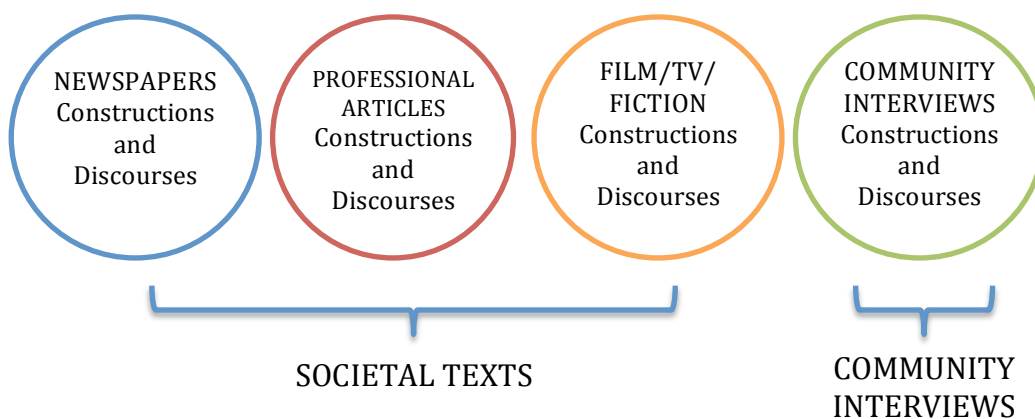 NEWSPAPERS
Constructions
and
Discourses
PROFESSIONAL
ARTICLES
Constructions
and
Discourses
FILM/TV/
FICTION
Constructions
and
Discourses
COMMUNITY
INTERVIEWS
Constructions
and
Discourses
SOCIETAL TEXTS
COMMUNITY
INTERVIEWS